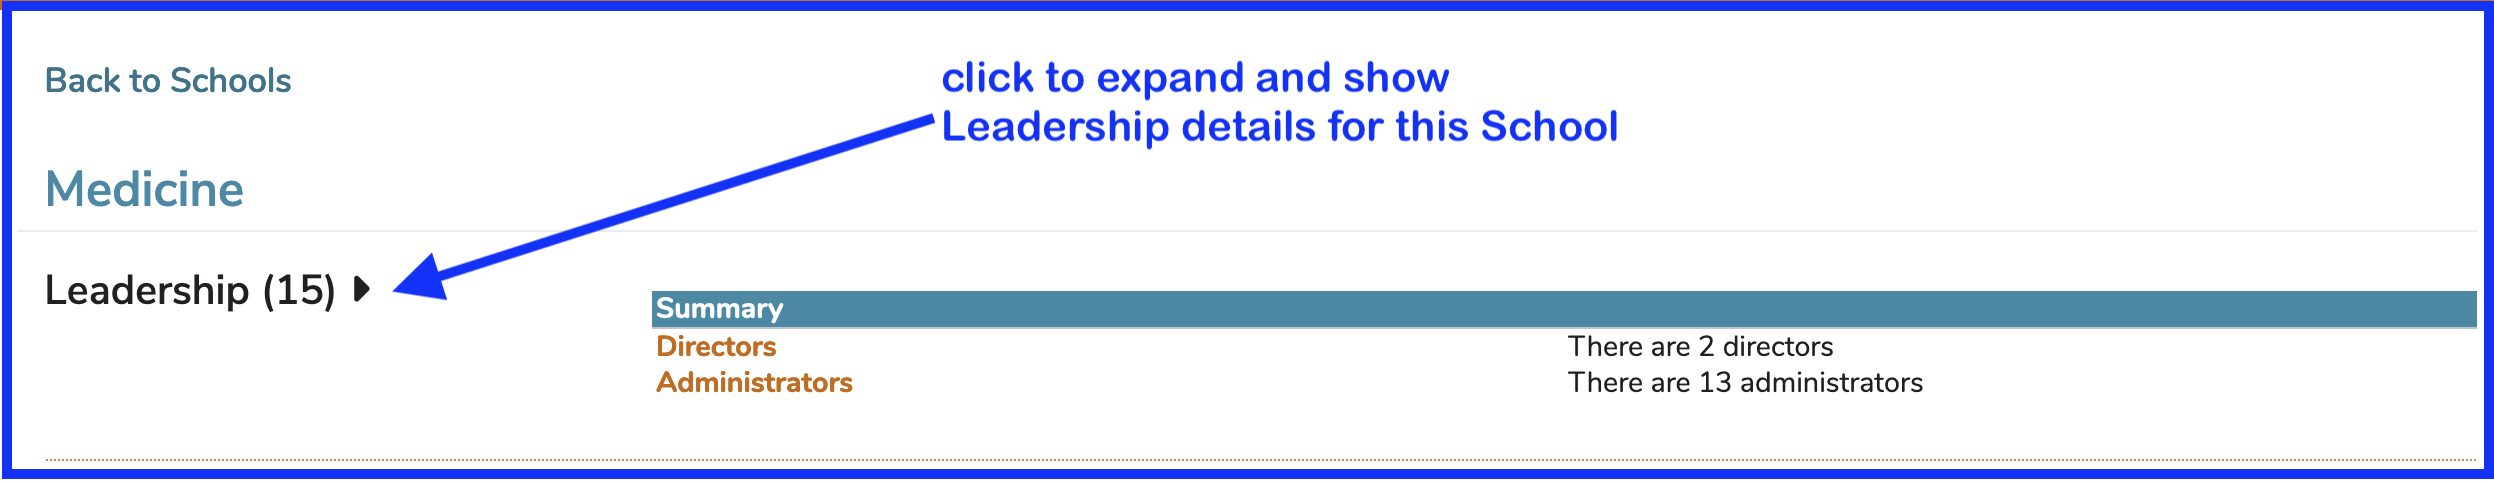 Back to Schools
click to expand and show
Leadership details for this School
Medicine
Leadership (15)
Summary
Directors There are 2 directors
Administrators There are 13 administrators